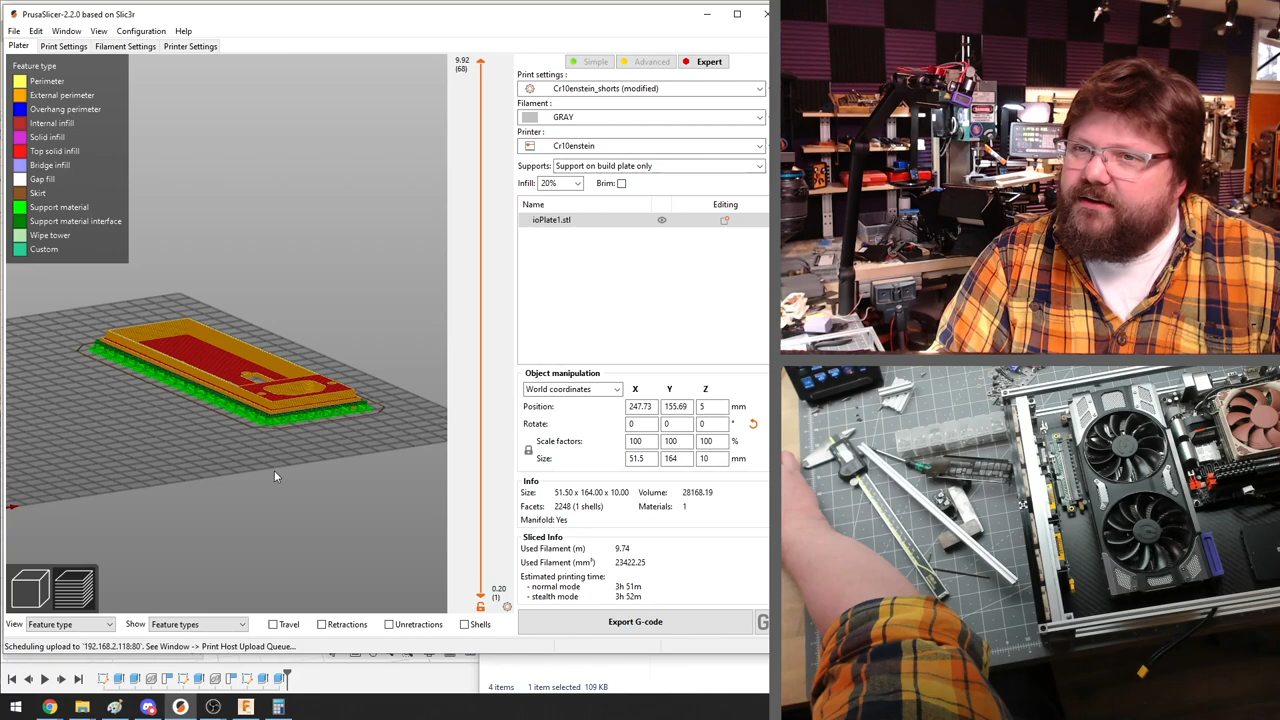 PrusaSlicer-2.2.0 based on Slic3r
File Edit Window View Configuration Help
Plater Print Settings Filament Settings Printer Settings
Feature type
Perimeter
External perimeter
Overhang perimeter
Internal infill
Solid infill
Top solid infill
Bridge infill
Gap fill
Skirt
Support material
Support material interface
Wipe tower
Custom
9.92
(68)
0.20
(1)
Simple Advanced Expert
Print settings :
Cr10enstein_shorts (modified)
Filament :
GRAY
Printer :
Cr10enstein
Supports: Support on build plate only
Infill: 20% Brim:
Name Editing
ioPlate1.stl
Object manipulation
World coordinates X Y Z
Position: 247.73 155.69 5 mm
Rotate: 0 0 0 °
Scale factors: 100 100 100 %
Size: 51.5 164 10 mm
Info
Size: 51.50 x 164.00 x 10.00 Volume: 28168.19
Facets: 2248 (1 shells) Materials: 1
Manifold: Yes
Sliced Info
Used Filament (m) 9.74
Used Filament (mm³) 23422.25
Estimated printing time:
- normal mode 3h 51m
- stealth mode 3h 52m
Export G-code G
View Feature type Show Feature types Travel Retractions Unretractions Shells
Scheduling upload to `192.168.2.118:80`. See Window -> Print Host Upload Queue...
4 items 1 item selected 109 KB